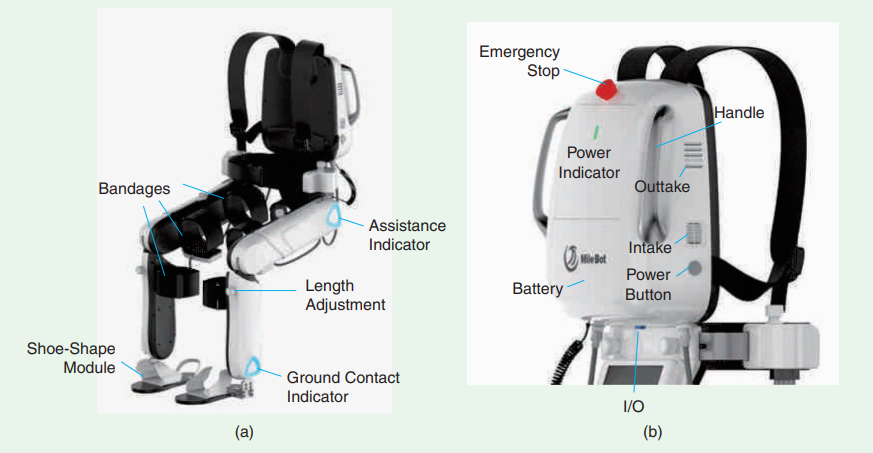 Bandages
Assistance
Indicator
Length
Adjustment
Shoe-Shape
Module
Ground Contact
Indicator
(a)
Emergency
Stop
Handle
Power
Indicator
Outtake
Intake
MileBot
Power
Button
Battery
I/O
(b)